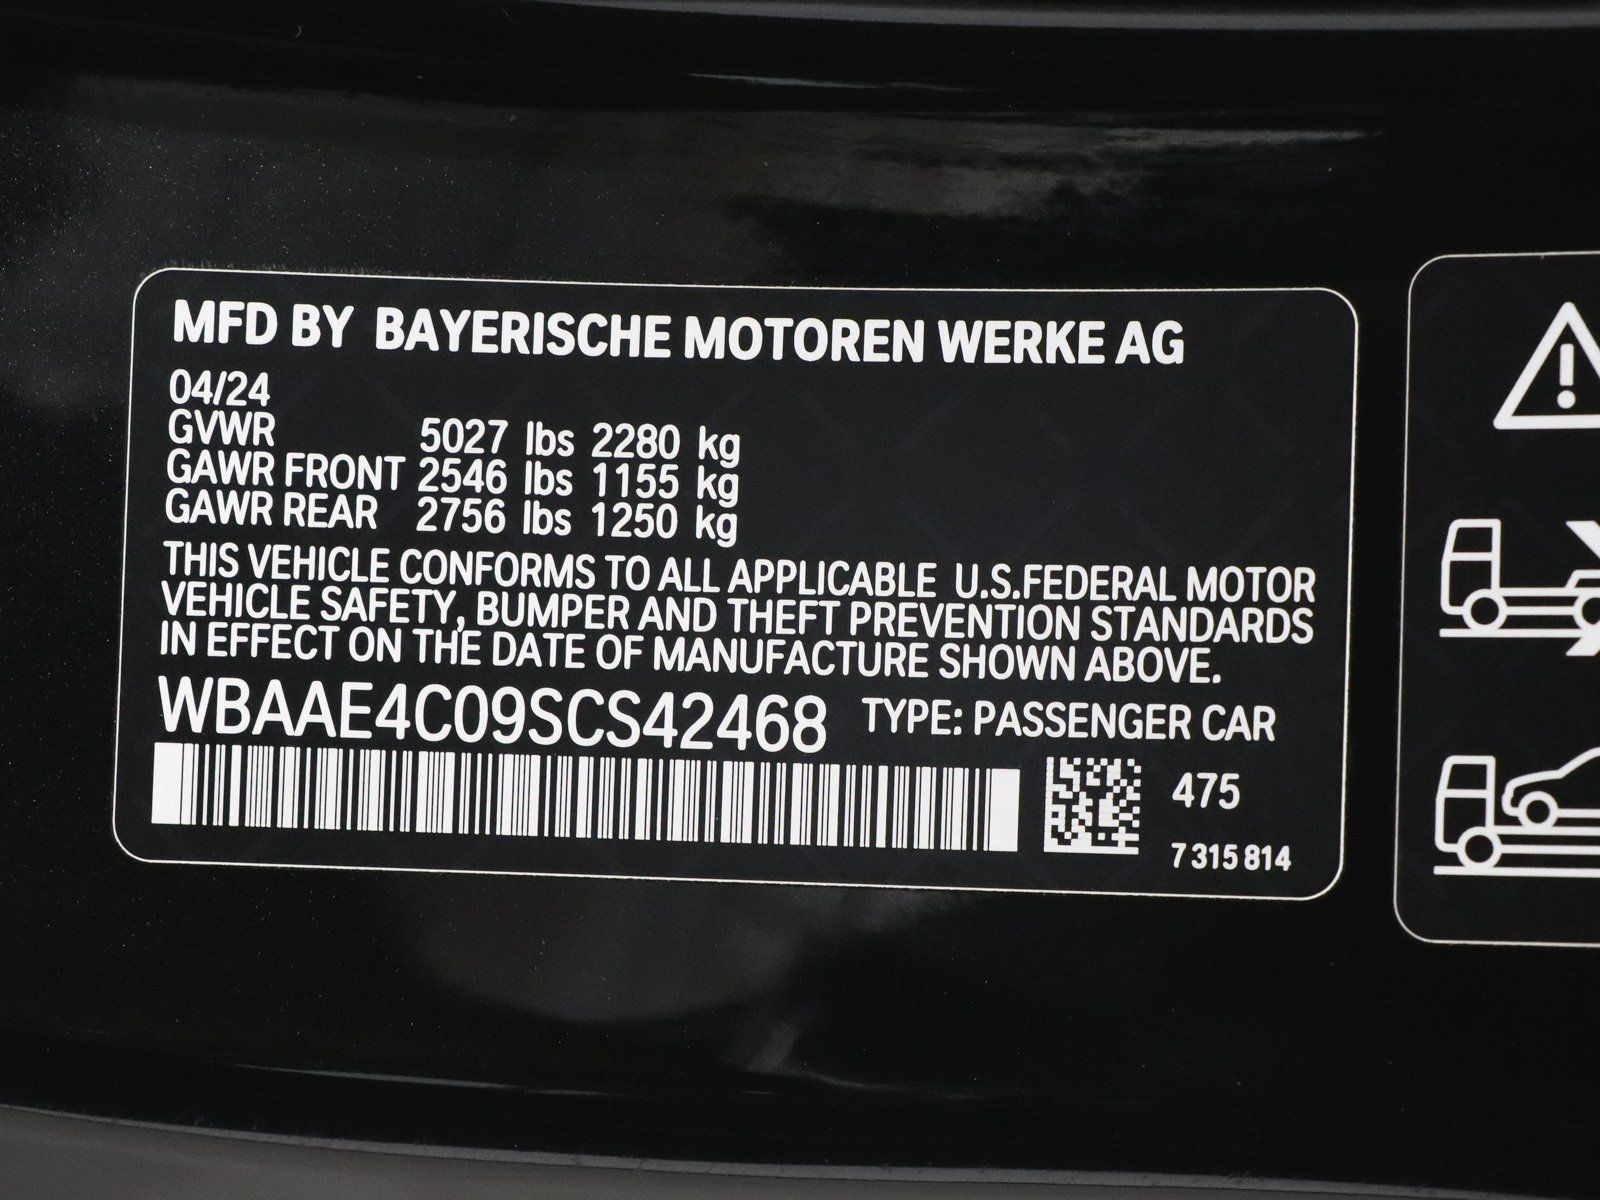 MFD BY BAYERISCHE MOTOREN WERKE AG
04/24
GVWR 5027 lbs 2280 kg
GAWR FRONT 2546 lbs 1155 kg
GAWR REAR 2756 lbs 1250 kg
THIS VEHICLE CONFORMS TO ALL APPLICABLE U.S.FEDERAL MOTOR
VEHICLE SAFETY, BUMPER AND THEFT PREVENTION STANDARDS
IN EFFECT ON THE DATE OF MANUFACTURE SHOWN ABOVE.
WBAAE4C09SCS42468 TYPE: PASSENGER CAR
475
7 315 814